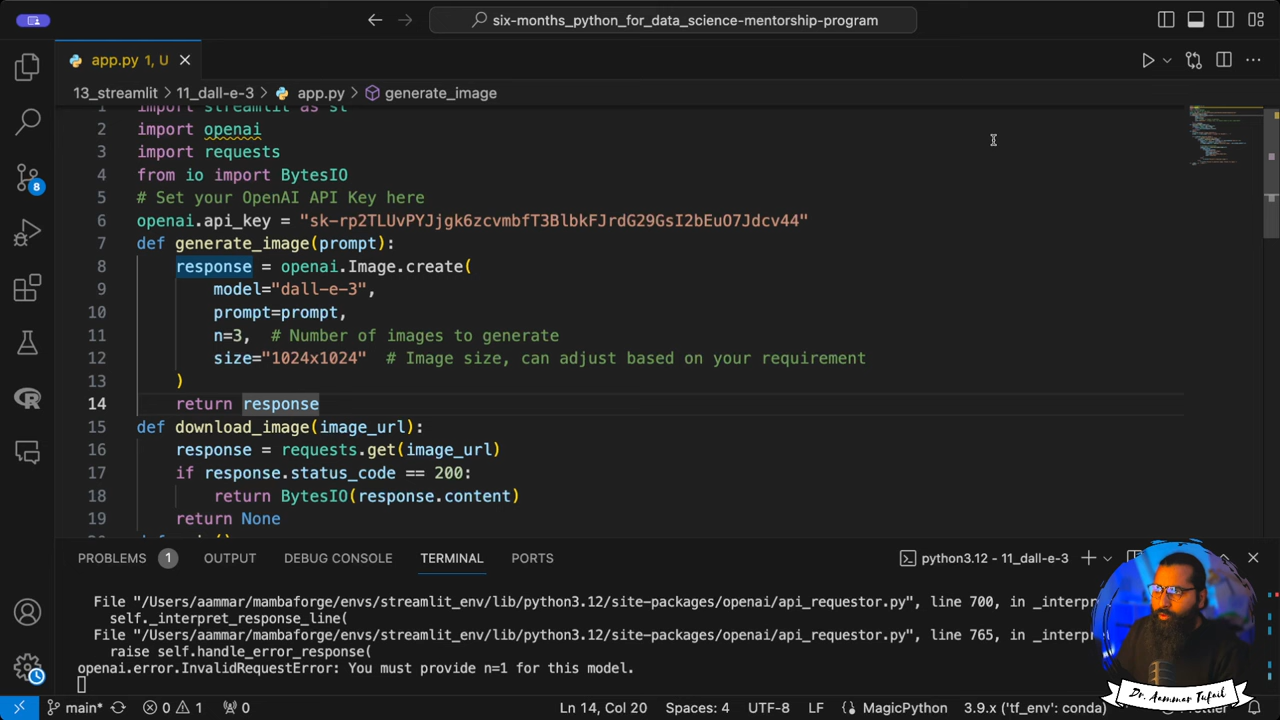 six-months_python_for_data_science-mentorship-program
app.py 1, U
13_streamlit > 11_dall-e-3 > app.py > generate_image
1 import streamlit as st
2 import openai
3 import requests
4 from io import BytesIO
5 # Set your OpenAI API Key here
6 openai.api_key = "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"
7 def generate_image(prompt):
8 response = openai.Image.create(
9 model="dall-e-3",
10 prompt=prompt,
11 n=3, # Number of images to generate
12 size="1024x1024" # Image size, can adjust based on your requirement
13 )
14 return response
15 def download_image(image_url):
16 response = requests.get(image_url)
17 if response.status_code == 200:
18 return BytesIO(response.content)
19 return None
8
PROBLEMS 1 OUTPUT DEBUG CONSOLE TERMINAL PORTS
python3.12 - 11_dall-e-3
File "/Users/aammar/mambaforge/envs/streamlit_env/lib/python3.12/site-packages/openai/api_requestor.py", line 700, in _interpr
self._interpret_response_line(
File "/Users/aammar/mambaforge/envs/streamlit_env/lib/python3.12/site-packages/openai/api_requestor.py", line 765, in _interpr
raise self.handle_error_response(
openai.error.InvalidRequestError: You must provide n=1 for this model.
Dr. Aammar Tufail
main* 0 1 0 Ln 14, Col 20 Spaces: 4 UTF-8 LF MagicPython 3.9.x ('tf_env': conda) Prettier